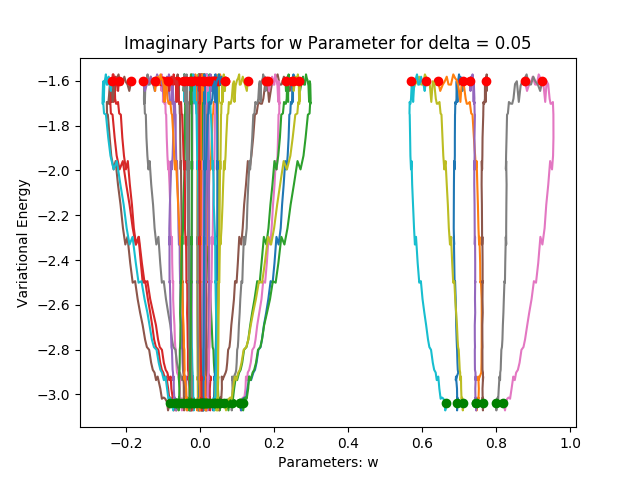 Imaginary Parts for w Parameter for delta = 0.05
Variational Energy
−1.6
−1.8
−2.0
−2.2
−2.4
−2.6
−2.8
−3.0
−0.2 0.0 0.2 0.4 0.6 0.8 1.0
Parameters: w